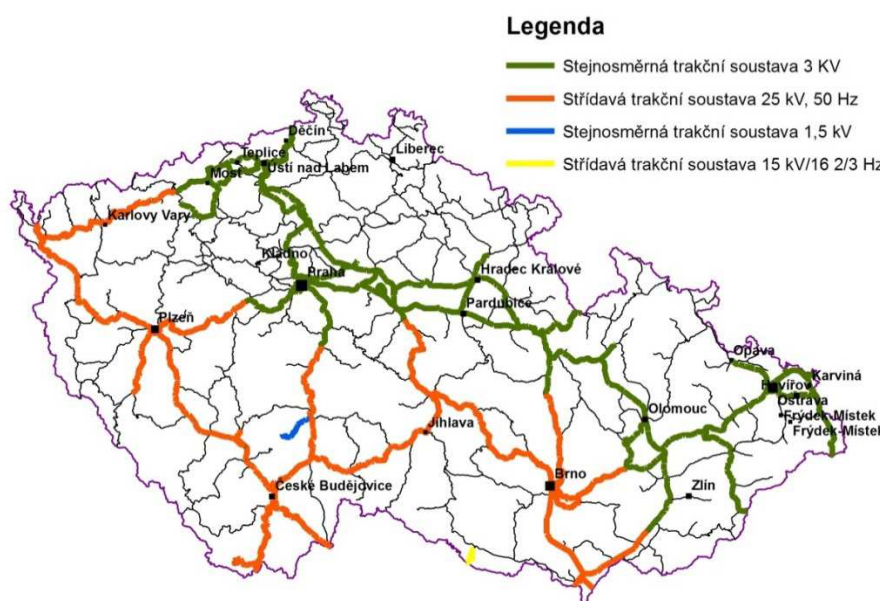 Legenda
Stejnosměrná trakční soustava 3 KV
Střídavá trakční soustava 25 kV, 50 Hz
Stejnosměrná trakční soustava 1,5 kV
Střídavá trakční soustava 15 kV/16 2/3 Hz
Děčín
Liberec
Teplice
Ústí nad Labem
Most
Karlovy Vary
Kladno
Praha
Hradec Králové
Pardubice
Plzeň
Opava
Karviná
Havířov
Ostrava
Frýdek-Místek
Frýdek-Místek
Olomouc
Jihlava
Brno
Zlín
České Budějovice